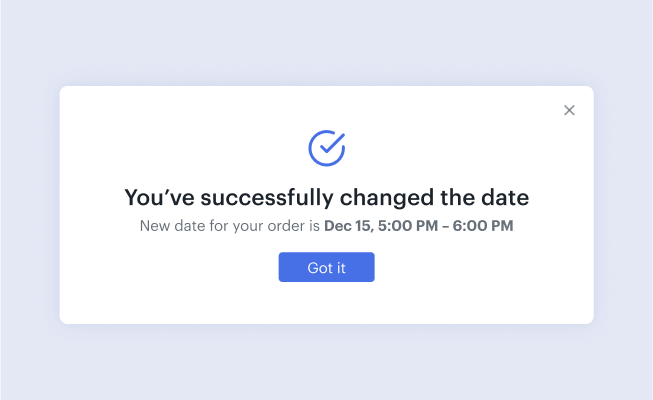 You’ve successfully changed the date
New date for your order is Dec 15, 5:00 PM – 6:00 PM
Got it